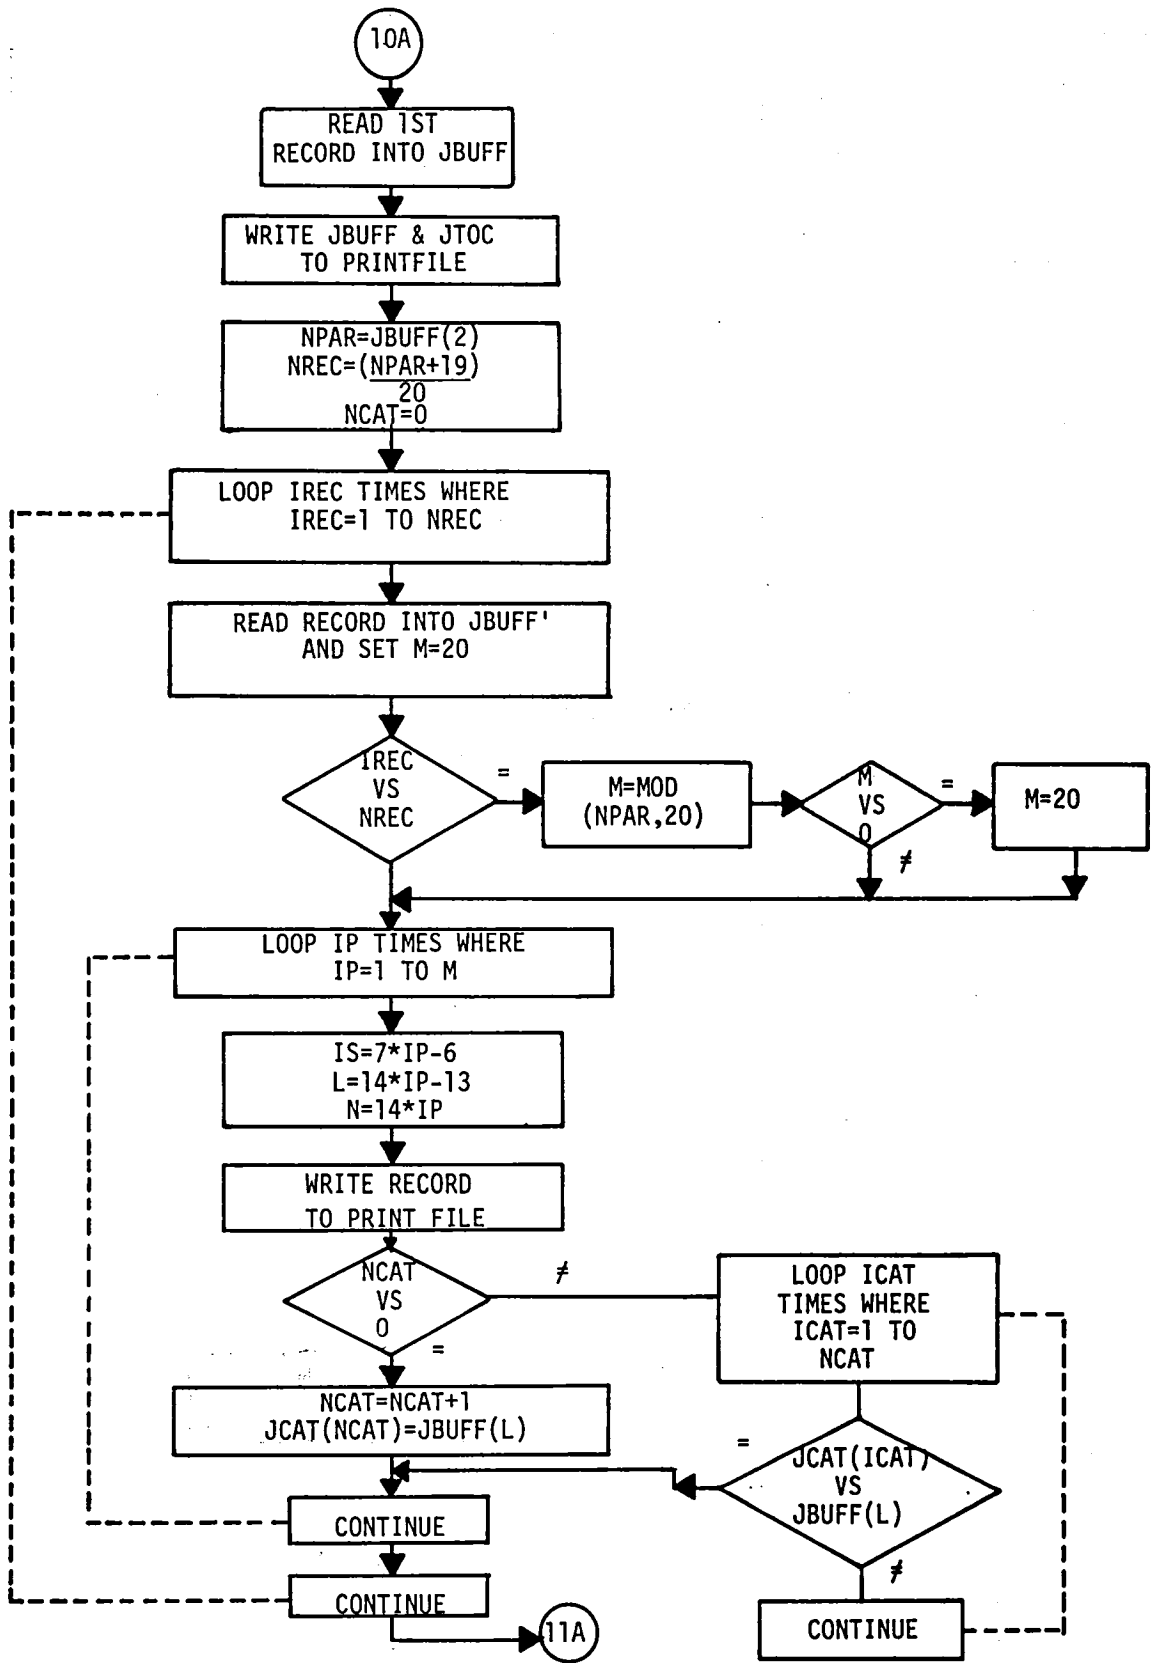 10A
READ 1ST
RECORD INTO JBUFF
WRITE JBUFF & JTOC
TO PRINTFILE
NPAR=JBUFF(2)
NREC=(NPAR+19)
20
NCAT=0
LOOP IREC TIMES WHERE
IREC=1 TO NREC
READ RECORD INTO JBUFF'
AND SET M=20
IREC
VS
NREC
=
M=MOD
(NPAR,20)
M
VS
0
=
≠
M=20
LOOP IP TIMES WHERE
IP=1 TO M
IS=7*IP-6
L=14*IP-13
N=14*IP
WRITE RECORD
TO PRINT FILE
NCAT
VS
0
≠
=
LOOP ICAT
TIMES WHERE
ICAT=1 TO
NCAT
NCAT=NCAT+1
JCAT(NCAT)=JBUFF(L)
=
JCAT(ICAT)
VS
JBUFF(L)
≠
CONTINUE
CONTINUE
CONTINUE
11A